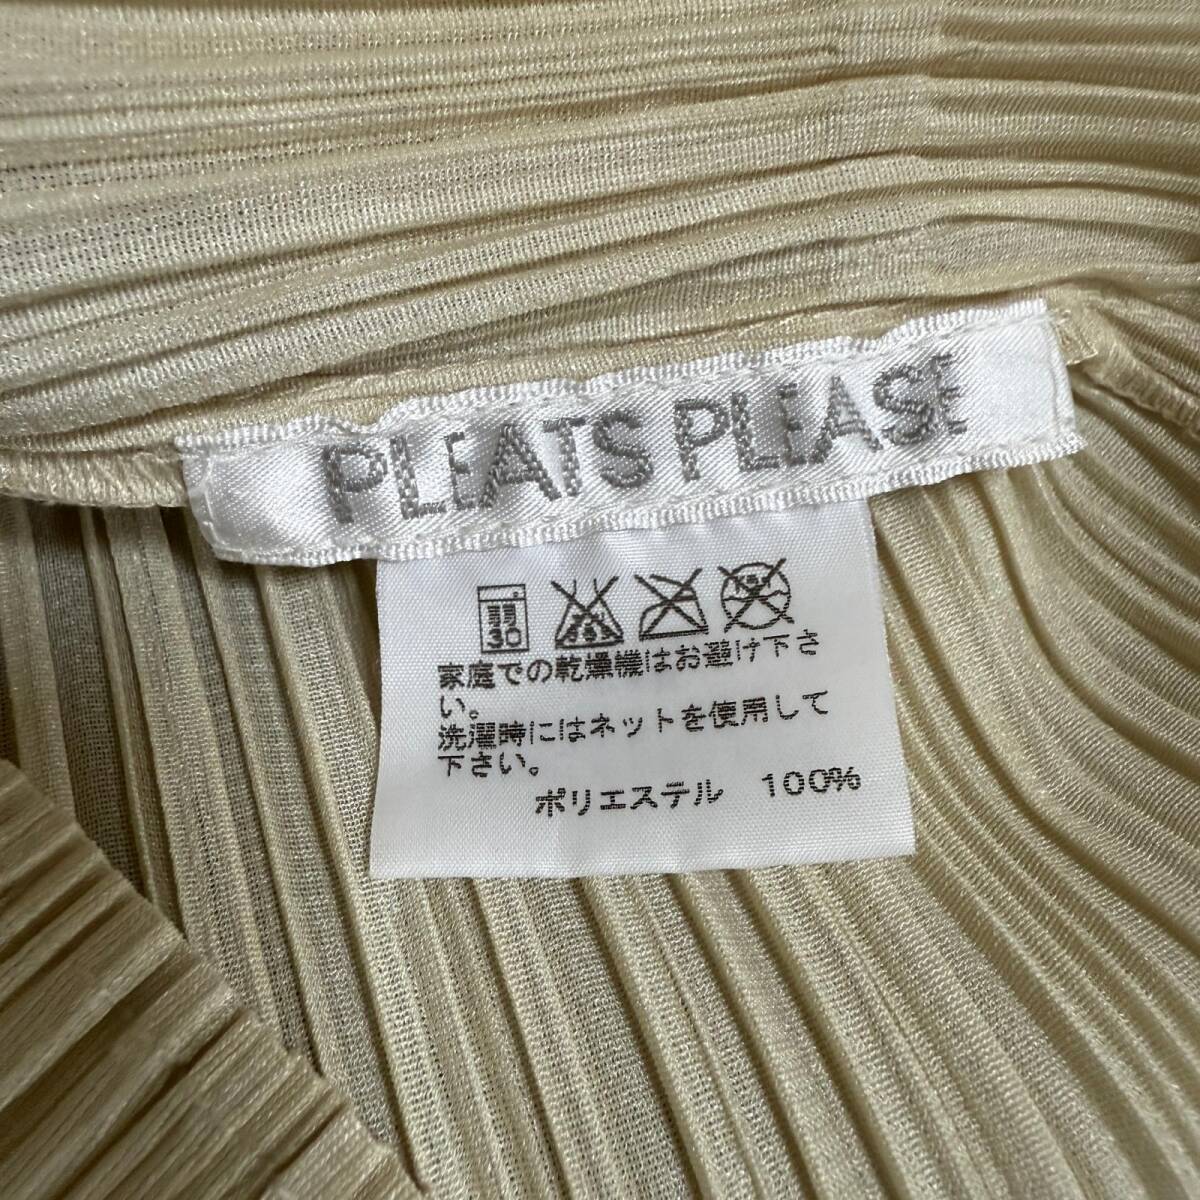 PLEATS PLEASE
弱 30
家庭での乾燥機はお避け下さ
い。
洗濯時にはネットを使用して
下さい。
ポリエステル 100%